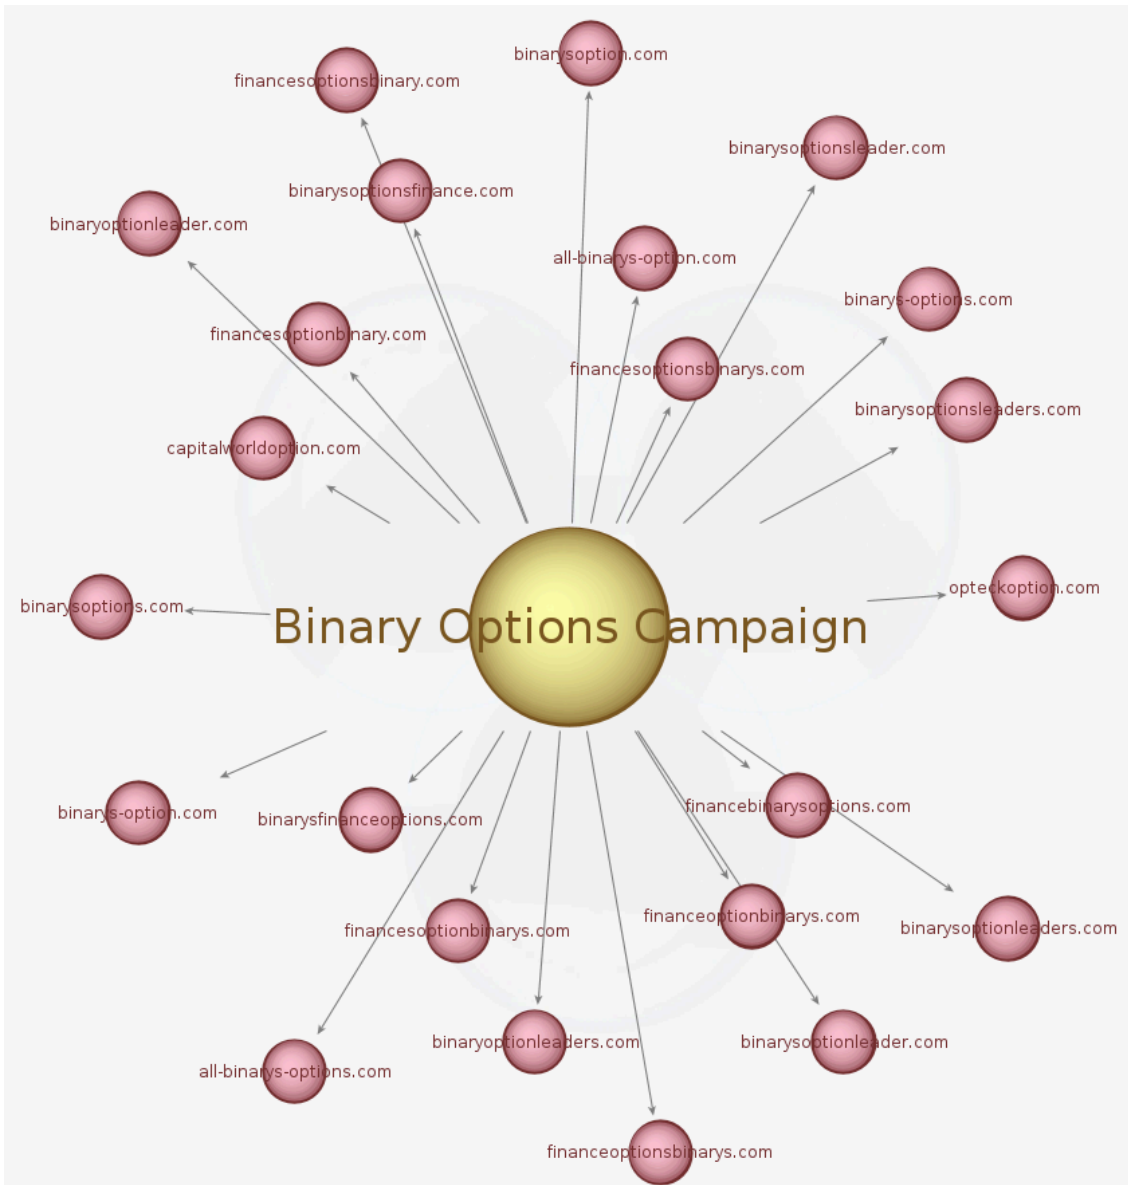 binarysoption.com
financesoptionsbinary.com
binarysoptionsleader.com
binarysoptionsfinance.com
binaryoptionleader.com
all-binarys-option.com
binarys-options.com
financesoptionbinary.com
financesoptionsbinarys.com
binarysoptionsleaders.com
capitalworldoption.com
opteckoption.com
binarysoptions.com
Binary Options Campaign
financebinarysoptions.com
binarys-option.com
binarysfinanceoptions.com
financeoptionbinarys.com
binarysoptionleaders.com
financesoptionbinarys.com
binaryoptionleaders.com
binarysoptionleader.com
all-binarys-options.com
financeoptionsbinarys.com